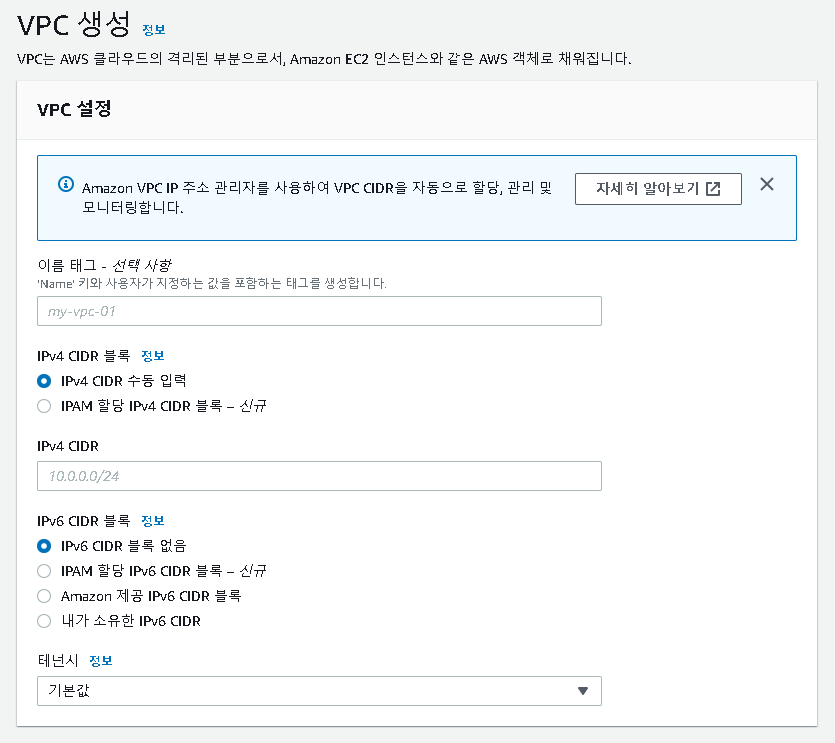 VPC 생성 정보
VPC는 AWS 클라우드의 격리된 부분으로서, Amazon EC2 인스턴스와 같은 AWS 객체로 채워집니다.
VPC 설정
Amazon VPC IP 주소 관리자를 사용하여 VPC CIDR을 자동으로 할당, 관리 및
모니터링합니다.
자세히 알아보기
이름 태그 - 선택 사항
'Name' 키와 사용자가 지정하는 값을 포함하는 태그를 생성합니다.
my-vpc-01
IPv4 CIDR 블록 정보
IPv4 CIDR 수동 입력
IPAM 할당 IPv4 CIDR 블록 – 신규
IPv4 CIDR
10.0.0.0/24
IPv6 CIDR 블록 정보
IPv6 CIDR 블록 없음
IPAM 할당 IPv6 CIDR 블록 – 신규
Amazon 제공 IPv6 CIDR 블록
내가 소유한 IPv6 CIDR
테넌시 정보
기본값